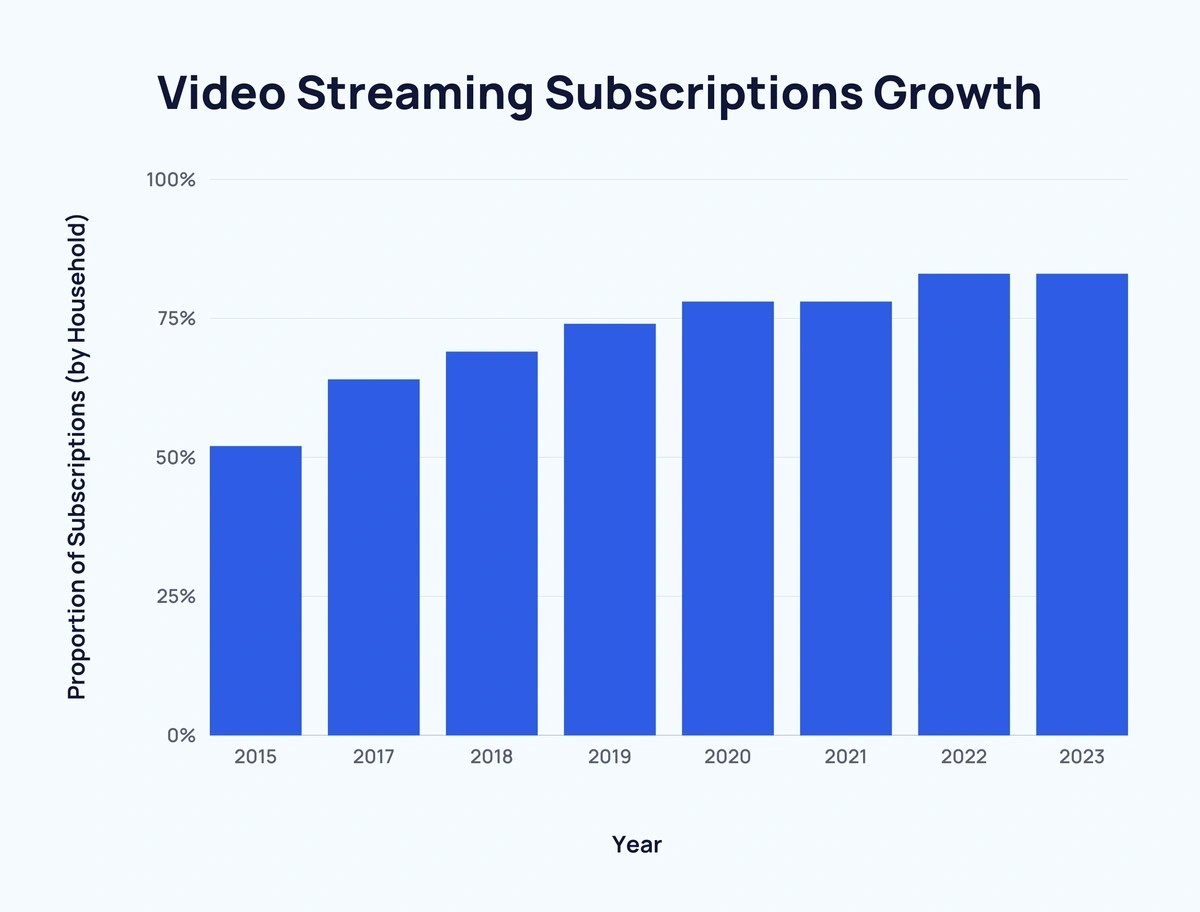 Video Streaming Subscriptions Growth
Proportion of Subscriptions (by Household)
100%
75%
50%
25%
0%
2015 2017 2018 2019 2020 2021 2022 2023
Year